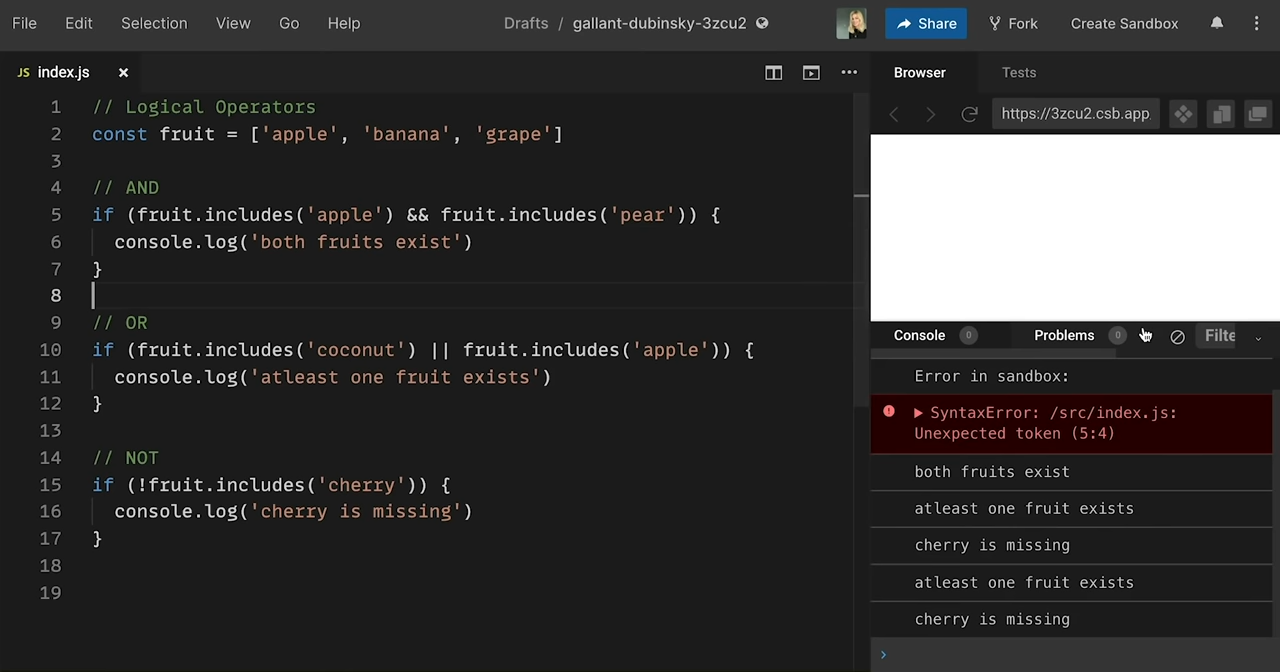 File Edit Selection View Go Help Drafts / gallant-dubinsky-3zcu2 Share Fork Create Sandbox
JS index.js
1 // Logical Operators
2 const fruit = ['apple', 'banana', 'grape']
3
4 // AND
5 if (fruit.includes('apple') && fruit.includes('pear')) {
6 console.log('both fruits exist')
7 }
8
9 // OR
10 if (fruit.includes('coconut') || fruit.includes('apple')) {
11 console.log('atleast one fruit exists')
12 }
13
14 // NOT
15 if (!fruit.includes('cherry')) {
16 console.log('cherry is missing')
17 }
18
19
Browser Tests
https://3zcu2.csb.app
Console 0 Problems 0 Filte
Error in sandbox:
SyntaxError: /src/index.js:
Unexpected token (5:4)
both fruits exist
atleast one fruit exists
cherry is missing
atleast one fruit exists
cherry is missing